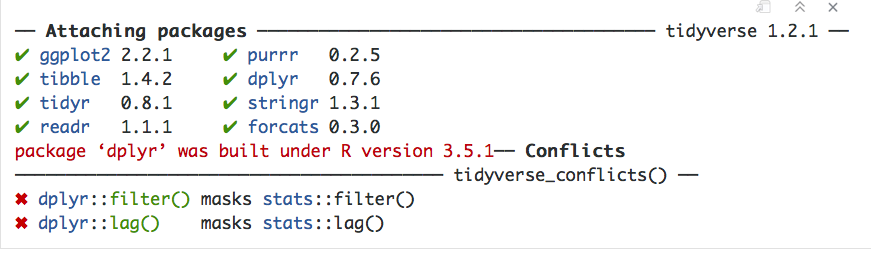 ── Attaching packages ─────────────────────────────────────── tidyverse 1.2.1 ──
✔ ggplot2 2.2.1     ✔ purrr   0.2.5
✔ tibble  1.4.2     ✔ dplyr   0.7.6
✔ tidyr   0.8.1     ✔ stringr 1.3.1
✔ readr   1.1.1     ✔ forcats 0.3.0
package ‘dplyr’ was built under R version 3.5.1── Conflicts
────────────────────────────────────────── tidyverse_conflicts() ──
✖ dplyr::filter() masks stats::filter()
✖ dplyr::lag()    masks stats::lag()